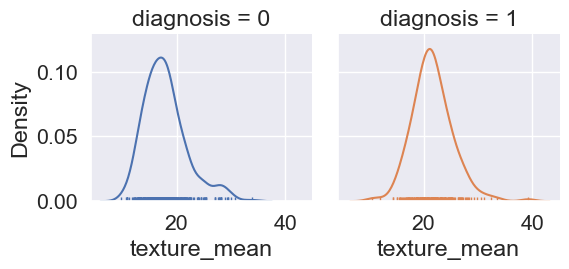 diagnosis = 0
diagnosis = 1
Density
0.10
0.05
0.00
20
40
20
40
texture_mean
texture_mean